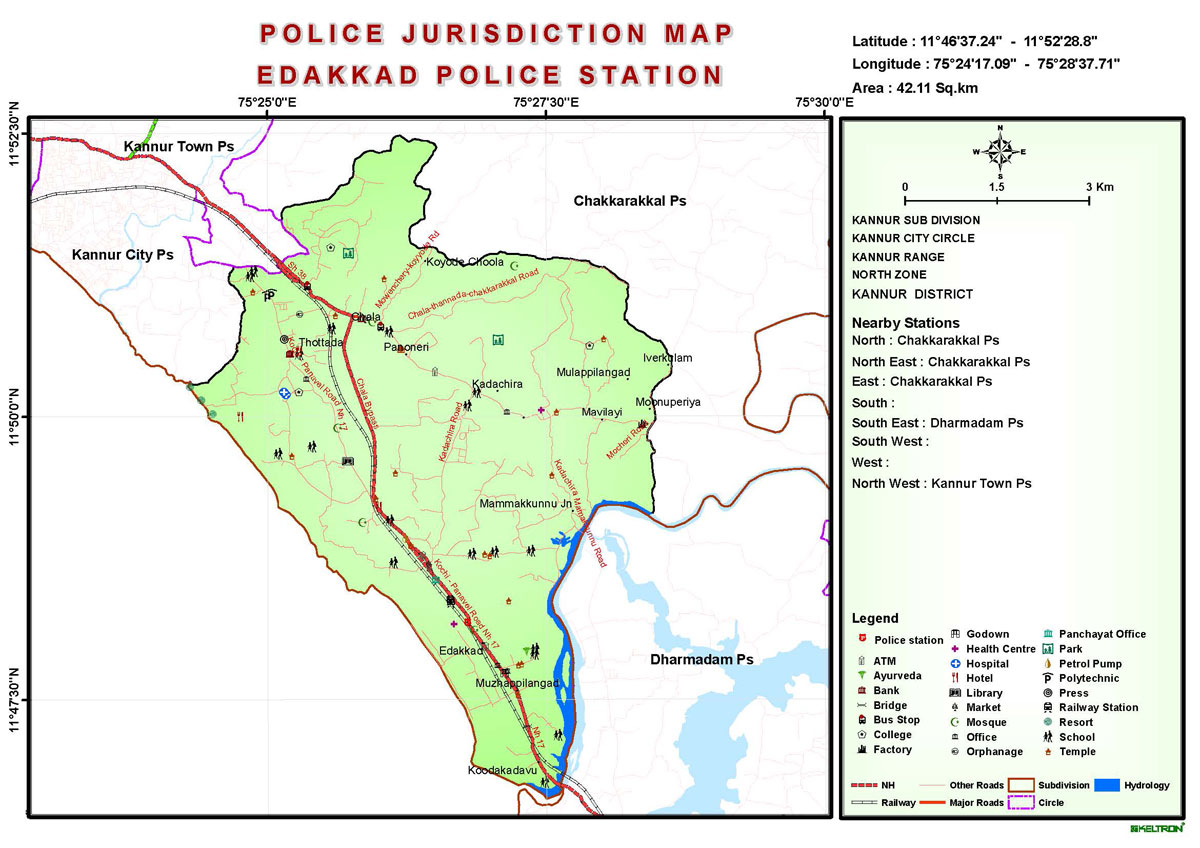 POLICE JURISDICTION MAP
EDAKKAD POLICE STATION
Latitude : 11°46'37.24" - 11°52'28.8"
Longitude : 75°24'17.09" - 75°28'37.71"
Area : 42.11 Sq.km
75°25'0"E
75°27'30"E
75°30'0"E
11°52'30"N
11°50'0"N
11°47'30"N
Kannur Town Ps
Chakkarakkal Ps
Kannur City Ps
Sh 38
Mowenchary-koyyode Rd
Koyode Choola
Chala-thannada-chakkarakkal Road
Chala
Thottada
Panoneri
Panuvel Road Nh 17
Chala Bypass
Iverkulam
Mulappilangad
Kadachira
Moonuperiya
Mavilayi
Kadachira Road
Mocheri Road
Mammakkunnu Jn
Kadachira Mamakunnu Road
Kochi - Panavel Road Nh 17
Edakkad
Muzhappilangad
Dharmadam Ps
Nh 17
Koodakadavu
N
W E
S
0 1.5 3 Km
KANNUR SUB DIVISION
KANNUR CITY CIRCLE
KANNUR RANGE
NORTH ZONE
KANNUR DISTRICT
Nearby Stations
North : Chakkarakkal Ps
North East : Chakkarakkal Ps
East : Chakkarakkal Ps
South :
South East : Dharmadam Ps
South West :
West :
North West : Kannur Town Ps
Legend
Police station
ATM
Ayurveda
Bank
Bridge
Bus Stop
College
Factory
Godown
Health Centre
Hospital
Hotel
Library
Market
Mosque
Office
Orphanage
Panchayat Office
Park
Petrol Pump
Polytechnic
Press
Railway Station
Resort
School
Temple
NH
Other Roads
Subdivision
Hydrology
Railway
Major Roads
Circle
KELTRON